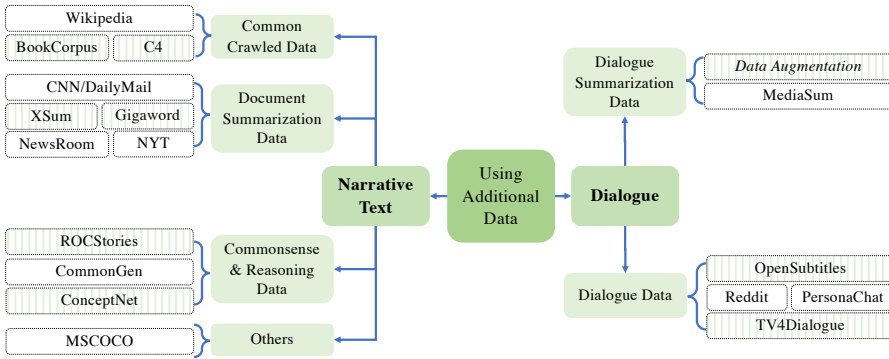 Wikipedia
BookCorpus
C4
Common
Crawled Data
CNN/DailyMail
XSum
Gigaword
NewsRoom
NYT
Document
Summarization
Data
Narrative
Text
ROCStories
CommonGen
ConceptNet
Commonsense
& Reasoning
Data
MSCOCO
Others
Using
Additional
Data
Dialogue
Dialogue
Summarization
Data
Data Augmentation
MediaSum
Dialogue Data
OpenSubtitles
Reddit
PersonaChat
TV4Dialogue